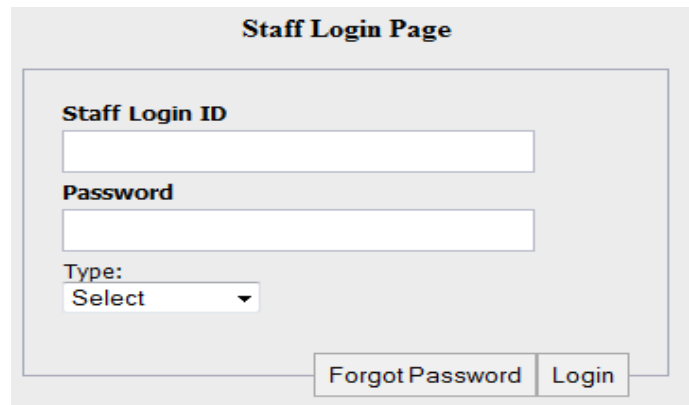 Staff Login Page
Staff Login ID
Password
Type:
Select
Forgot Password Login